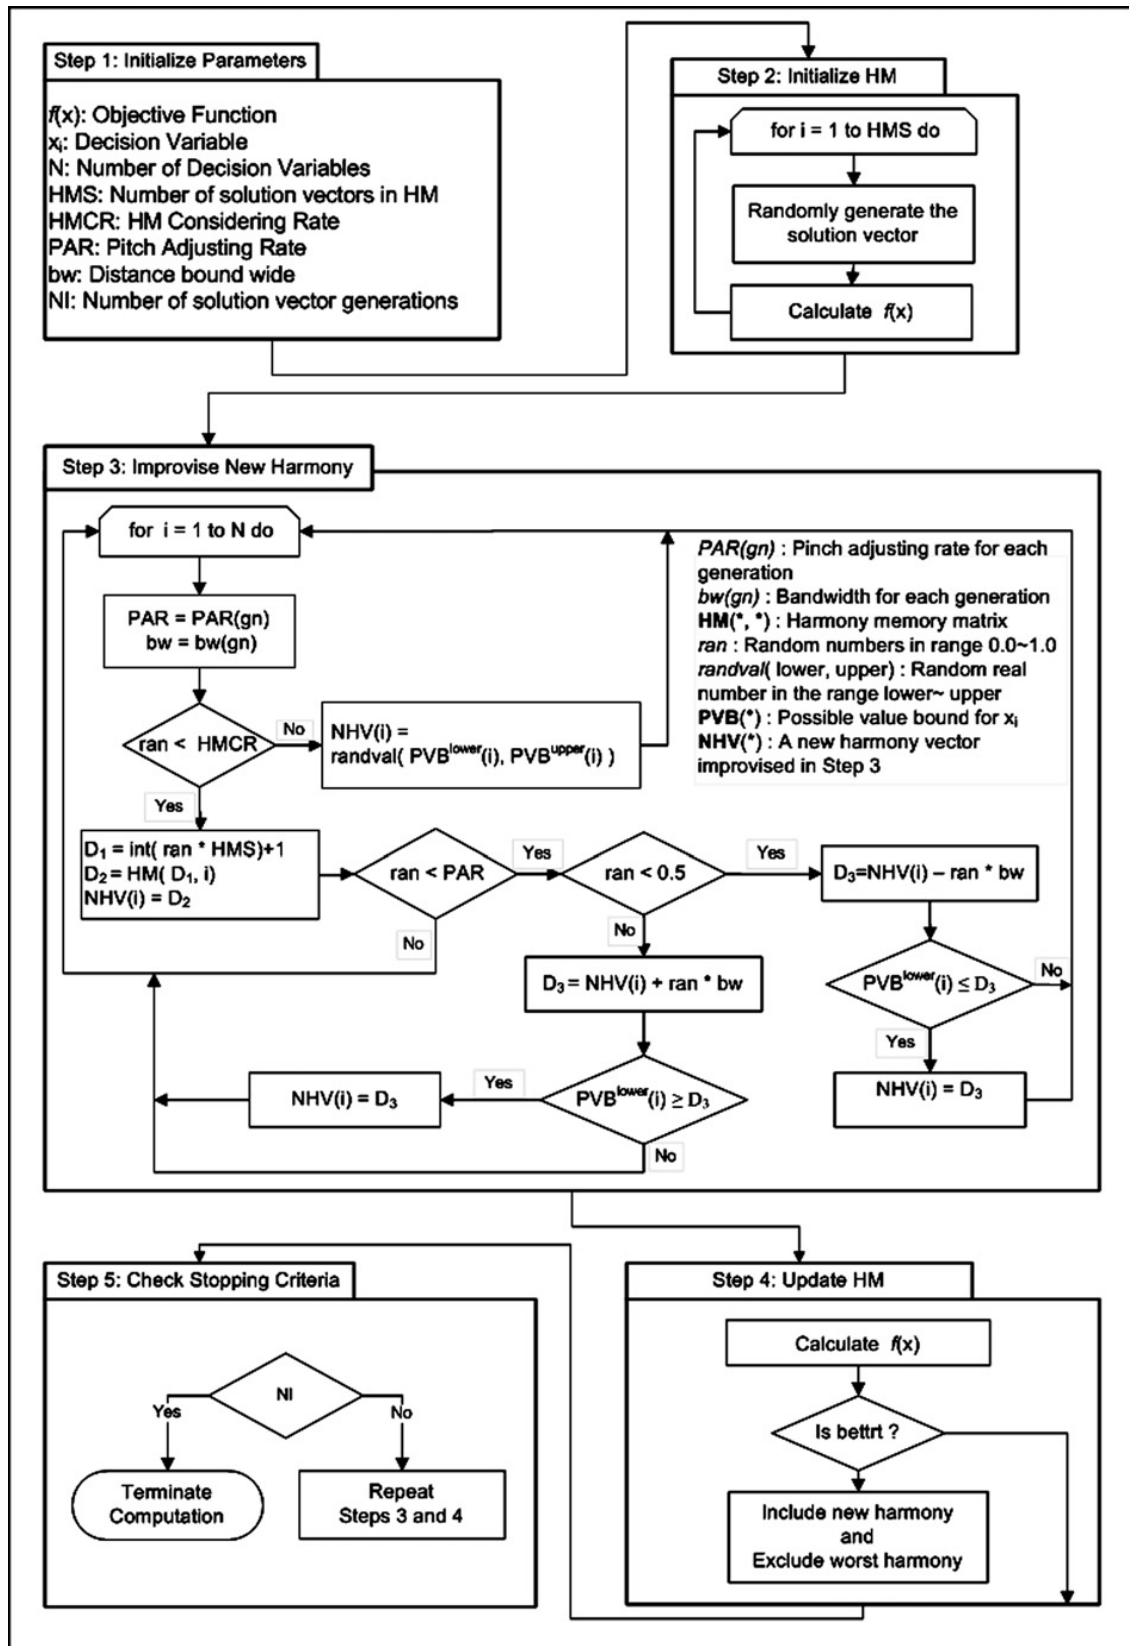 Step 1: Initialize Parameters
f(x): Objective Function
xᵢ: Decision Variable
N: Number of Decision Variables
HMS: Number of solution vectors in HM
HMCR: HM Considering Rate
PAR: Pitch Adjusting Rate
bw: Distance bound wide
NI: Number of solution vector generations
Step 2: Initialize HM
for i = 1 to HMS do
Randomly generate the
solution vector
Calculate f(x)
Step 3: Improvise New Harmony
for i = 1 to N do
PAR = PAR(gn)
bw = bw(gn)
ran < HMCR
No
NHV(i) =
randval( PVB^lower(i), PVB^upper(i) )
PAR(gn) : Pinch adjusting rate for each
generation
bw(gn) : Bandwidth for each generation
HM(*, *) : Harmony memory matrix
ran : Random numbers in range 0.0~1.0
randval( lower, upper) : Random real
number in the range lower~ upper
PVB(*) : Possible value bound for xᵢ
NHV(*) : A new harmony vector
improvised in Step 3
Yes
D₁ = int( ran * HMS)+1
D₂ = HM( D₁, i)
NHV(i) = D₂
ran < PAR
Yes
No
ran < 0.5
Yes
No
D₃=NHV(i) – ran * bw
PVB^lower(i) ≤ D₃
No
Yes
NHV(i) = D₃
D₃ = NHV(i) + ran * bw
PVB^lower(i) ≥ D₃
Yes
No
NHV(i) = D₃
Step 4: Update HM
Calculate f(x)
Is bettrt ?
Include new harmony
and
Exclude worst harmony
Step 5: Check Stopping Criteria
NI
Yes
No
Terminate
Computation
Repeat
Steps 3 and 4